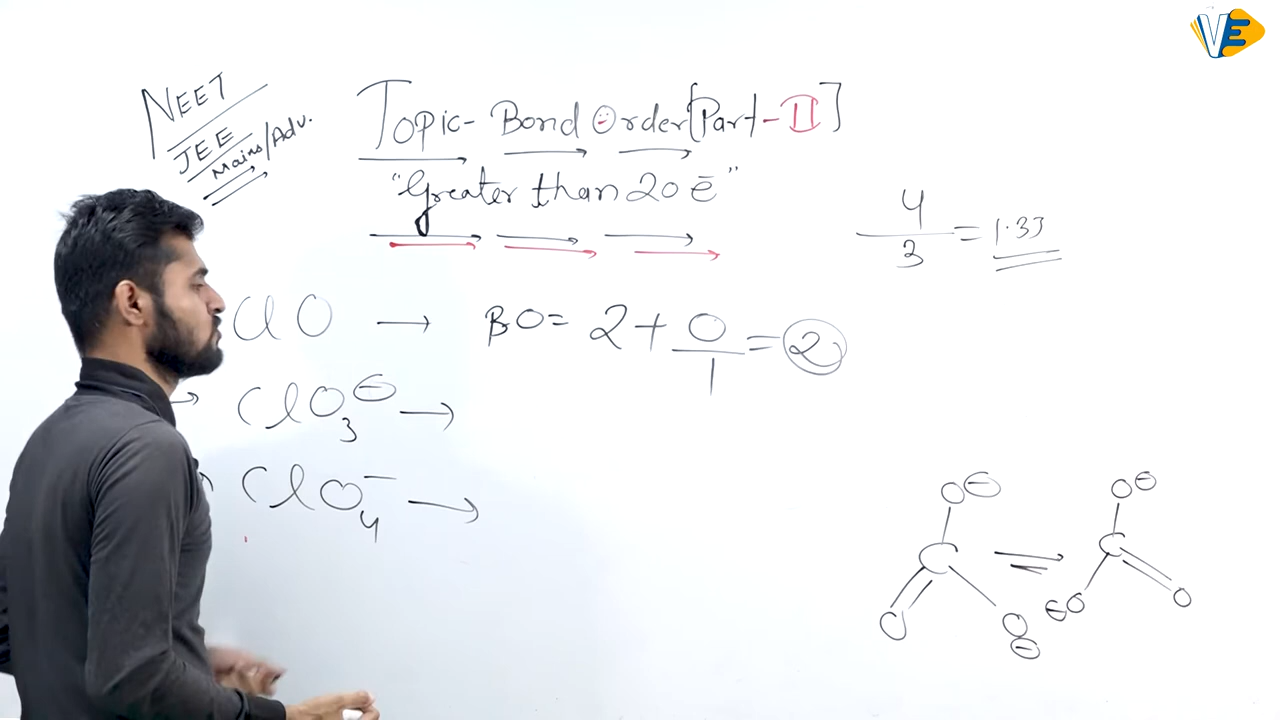 VE
NEET
JEE
Mains/Adv.
Topic- Bond Order [Part-II]
"Greater than 20 ē"
4
3
= 1.33
ClO → BO = 2 + 0
1
= 2
→ ClO3⊖ →
ClO4- →
O⊖
C
O
O
⊖
O⊖
C
⊖O
O